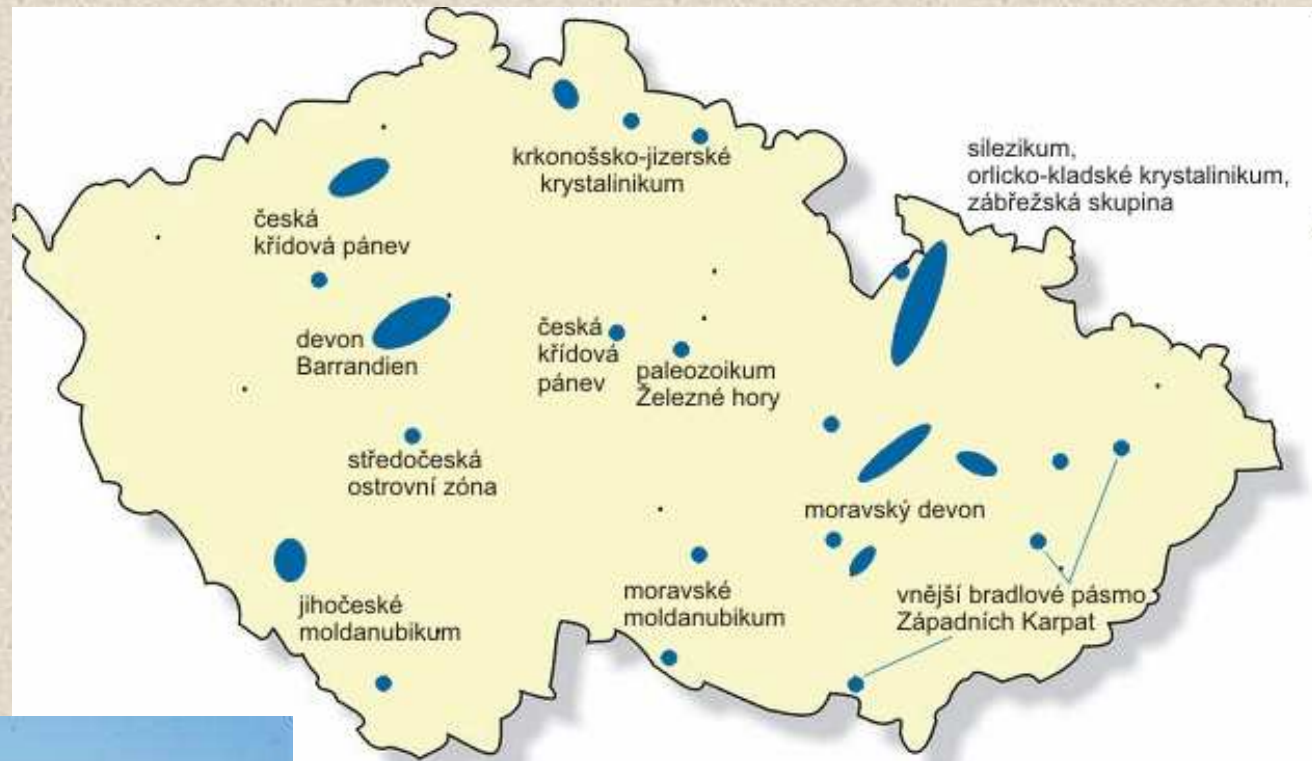 krkonošsko-jizerské
krystalinikum
silezikum,
orlicko-kladské krystalinikum,
zábřežská skupina
česká
křídová pánev
devon
Barrandien
česká
křídová
pánev
paleozoikum
Železné hory
středočeská
ostrovní zóna
moravský devon
jihočeské
moldanubikum
moravské
moldanubikum
vnější bradlové pásmo
Západních Karpat